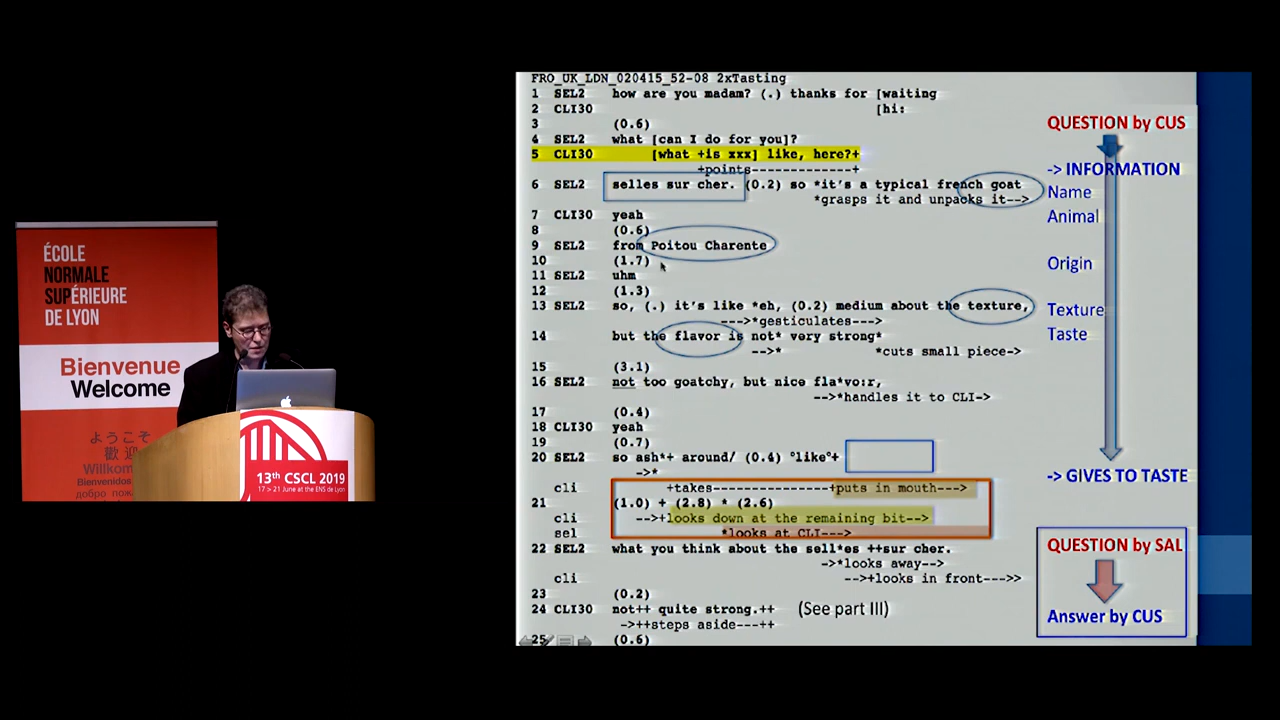 ÉCOLE
NORMALE
SUPÉRIEURE
DE LYON
Bienvenue
Welcome
ようこそ
歡迎
Bienvenidos
13th CSCL 2019
17 > 21 June at the ENS de Lyon
FRO_UK_LDN_020415_52-08 2xTasting
1 SEL2 how are you madam? (.) thanks for [waiting
2 CLI30 [hi:
3 (0.6)
4 SEL2 what [can I do for you]?
5 CLI30 [what +is xxx] like, here?+
+points-------------+
6 SEL2 selles sur cher. (0.2) so *it's a typical french goat
*grasps it and unpacks it-->
7 CLI30 yeah
8 (0.6)
9 SEL2 from Poitou Charente
10 (1.7)
11 SEL2 uhm
12 (1.3)
13 SEL2 so, (.) it's like *eh, (0.2) medium about the texture,
--->*gesticulates--->
14 but the flavor is not* very strong*
-->* *cuts small piece->
15 (3.1)
16 SEL2 not too goatchy, but nice fla*vo:r,
-->*handles it to CLI->
17 (0.4)
18 CLI30 yeah
19 (0.7)
20 SEL2 so ash*+ around/ (0.4) °like°+
->*
cli +takes--------------+puts in mouth--->
21 (1.0) + (2.8) * (2.6)
cli -->+looks down at the remaining bit-->
sel *looks at CLI--->
22 SEL2 what you think about the sell*es ++sur cher.
->*looks away-->
cli -->+looks in front--->>
23 (0.2)
24 CLI30 not++ quite strong.++ (See part III)
->++steps aside---++
25 (0.6)
QUESTION by CUS
-> INFORMATION
Name
Animal
Origin
Texture
Taste
-> GIVES TO TASTE
QUESTION by SAL
Answer by CUS